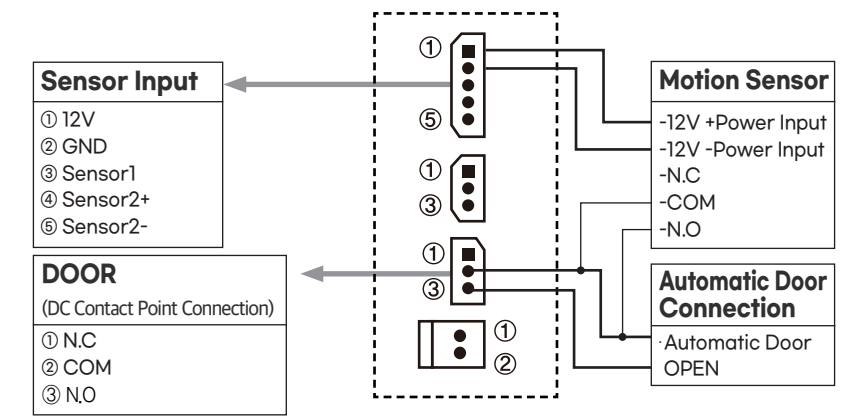 Sensor Input
① 12V
② GND
③ Sensor1
④ Sensor2+
⑤ Sensor2-
DOOR
(DC Contact Point Connection)
① N.C
② COM
③ N.O
①
⑤
①
③
①
③
①
②
Motion Sensor
-12V +Power Input
-12V -Power Input
-N.C
-COM
-N.O
Automatic Door
Connection
·Automatic Door
OPEN